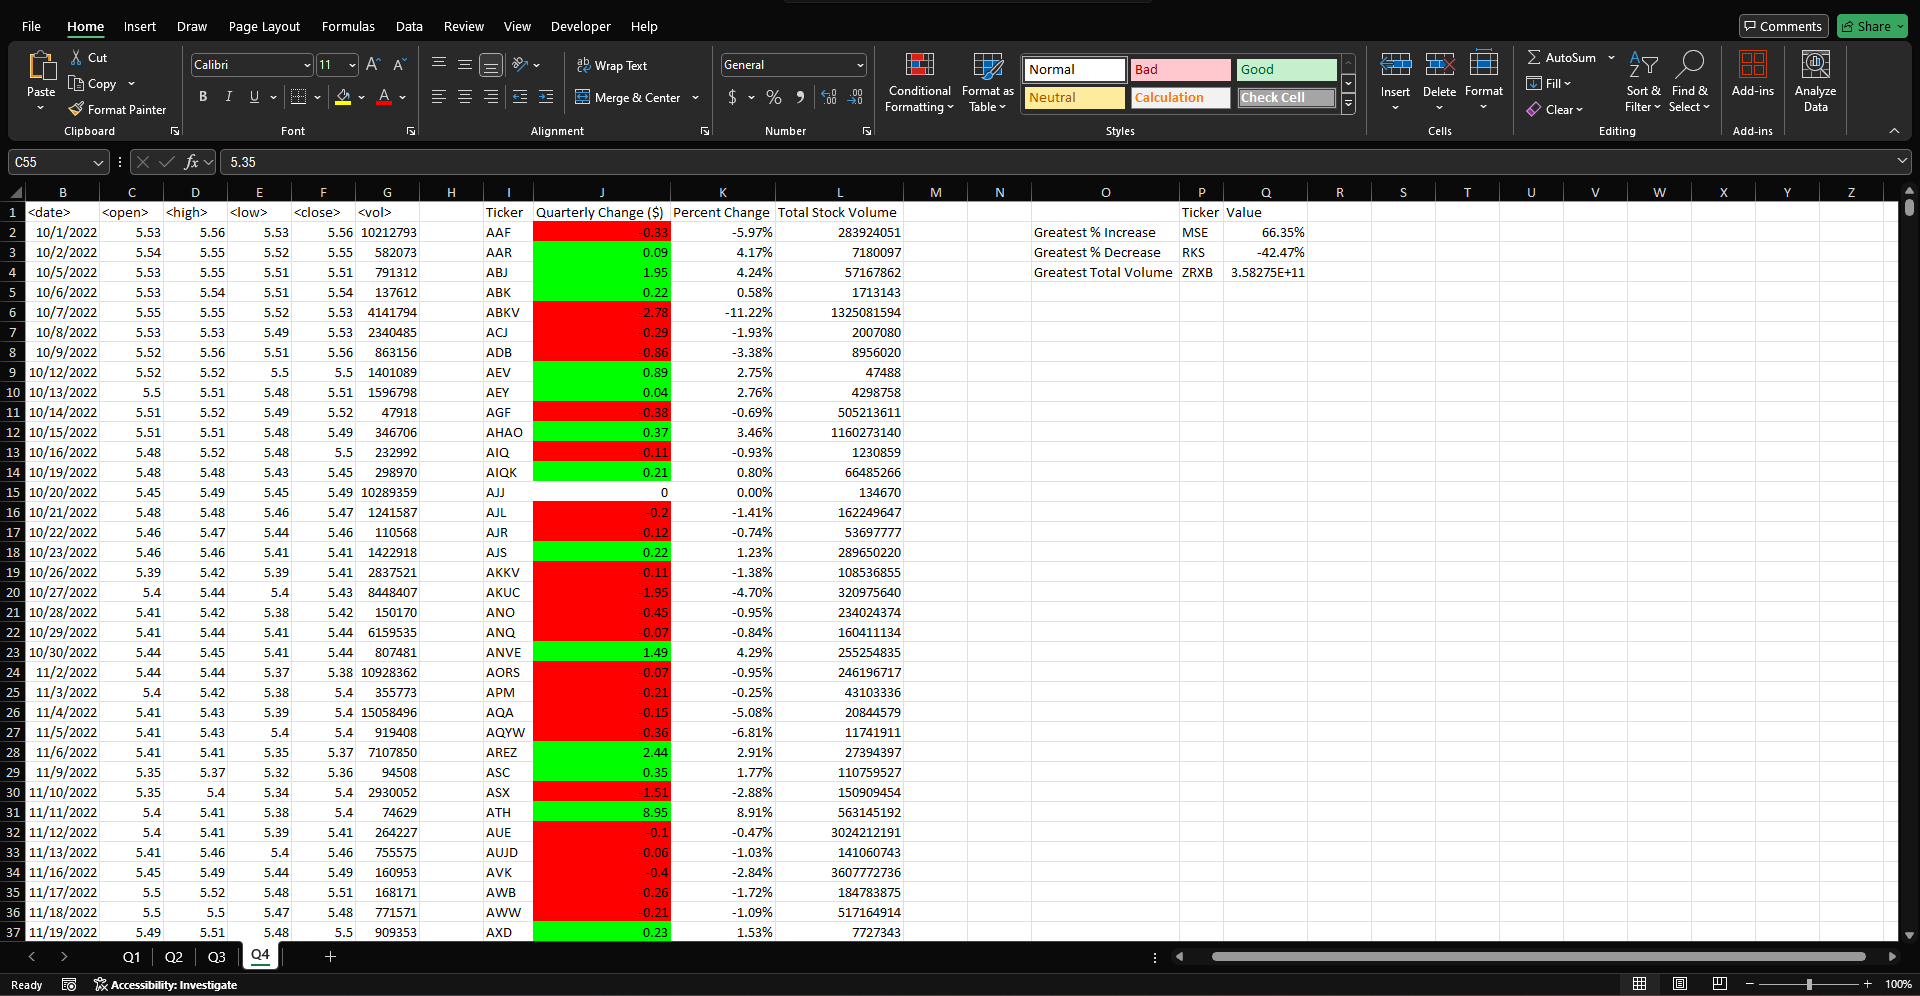 File Home Insert Draw Page Layout Formulas Data Review View Developer Help Comments Share
Paste Cut Copy Format Painter Clipboard
Calibri 11 B I U Font
Wrap Text Merge & Center Alignment
General $ % Number
Conditional Formatting Format as Table Normal Bad Good Neutral Calculation Check Cell Styles
Insert Delete Format Cells
AutoSum Fill Clear Sort & Filter Find & Select Editing
Add-ins Add-ins
Analyze Data
C55 fx 5.35
B C D E F G H I J K L M N O P Q R S T U V W X Y Z
1 <date> <open> <high> <low> <close> <vol> Ticker Quarterly Change ($) Percent Change Total Stock Volume Ticker Value
2 10/1/2022 5.53 5.56 5.53 5.56 10212793 AAF -0.33 -5.97% 283924051 Greatest % Increase MSE 66.35%
3 10/2/2022 5.54 5.55 5.52 5.55 582073 AAR 0.09 4.17% 7180097 Greatest % Decrease RKS -42.47%
4 10/5/2022 5.53 5.55 5.51 5.51 791312 ABJ 1.95 4.24% 57167862 Greatest Total Volume ZRXB 3.58275E+11
5 10/6/2022 5.53 5.54 5.51 5.54 137612 ABK 0.22 0.58% 1713143
6 10/7/2022 5.55 5.55 5.52 5.53 4141794 ABKV -2.78 -11.22% 1325081594
7 10/8/2022 5.53 5.53 5.49 5.53 2340485 ACJ -0.29 -1.93% 2007080
8 10/9/2022 5.52 5.56 5.51 5.56 863156 ADB -0.86 -3.38% 8956020
9 10/12/2022 5.52 5.52 5.5 5.5 1401089 AEV 0.89 2.75% 47488
10 10/13/2022 5.5 5.51 5.48 5.51 1596798 AEY 0.04 2.76% 4298758
11 10/14/2022 5.51 5.52 5.49 5.52 47918 AGF -0.38 -0.69% 505213611
12 10/15/2022 5.51 5.51 5.48 5.49 346706 AHAO 0.37 3.46% 1160273140
13 10/16/2022 5.48 5.52 5.48 5.5 232992 AIQ -0.11 -0.93% 1230859
14 10/19/2022 5.48 5.48 5.43 5.45 298970 AIQK 0.21 0.80% 66485266
15 10/20/2022 5.45 5.49 5.45 5.49 10289359 AJJ 0 0.00% 134670
16 10/21/2022 5.48 5.48 5.46 5.47 1241587 AJL -0.2 -1.41% 162249647
17 10/22/2022 5.46 5.47 5.44 5.46 110568 AJR -0.12 -0.74% 53697777
18 10/23/2022 5.46 5.46 5.41 5.41 1422918 AJS 0.22 1.23% 289650220
19 10/26/2022 5.39 5.42 5.39 5.41 2837521 AKKV -0.11 -1.38% 108536855
20 10/27/2022 5.4 5.44 5.4 5.43 8448407 AKUC -1.95 -4.70% 320975640
21 10/28/2022 5.41 5.42 5.38 5.42 150170 ANO -0.45 -0.95% 234024374
22 10/29/2022 5.41 5.44 5.41 5.44 6159535 ANQ -0.07 -0.84% 160411134
23 10/30/2022 5.44 5.45 5.41 5.44 807481 ANVE 1.49 4.29% 255254835
24 11/2/2022 5.44 5.44 5.37 5.38 10928362 AORS -0.07 -0.95% 246196717
25 11/3/2022 5.4 5.42 5.38 5.4 355773 APM -0.21 -0.25% 43103336
26 11/4/2022 5.41 5.43 5.39 5.4 15058496 AQA -0.15 -5.08% 20844579
27 11/5/2022 5.41 5.43 5.4 5.4 919408 AQYW -0.36 -6.81% 11741911
28 11/6/2022 5.41 5.41 5.35 5.37 7107850 AREZ 2.44 2.91% 27394397
29 11/9/2022 5.35 5.37 5.32 5.36 94508 ASC 0.35 1.77% 110759527
30 11/10/2022 5.35 5.4 5.34 5.4 2930052 ASX -1.51 -2.88% 150909454
31 11/11/2022 5.4 5.41 5.38 5.4 74629 ATH 8.95 8.91% 563145192
32 11/12/2022 5.4 5.41 5.39 5.41 264227 AUE -0.1 -0.47% 3024212191
33 11/13/2022 5.41 5.46 5.4 5.46 755575 AUJD -0.06 -1.03% 141060743
34 11/16/2022 5.45 5.49 5.44 5.49 160953 AVK -0.4 -2.84% 3607772736
35 11/17/2022 5.5 5.52 5.48 5.51 168171 AWB -0.26 -1.72% 184783875
36 11/18/2022 5.5 5.5 5.47 5.48 771571 AWW -0.21 -1.09% 517164914
37 11/19/2022 5.49 5.51 5.48 5.5 909353 AXD 0.23 1.53% 7727343
Q1 Q2 Q3 Q4 +
Ready Accessibility: Investigate 100%